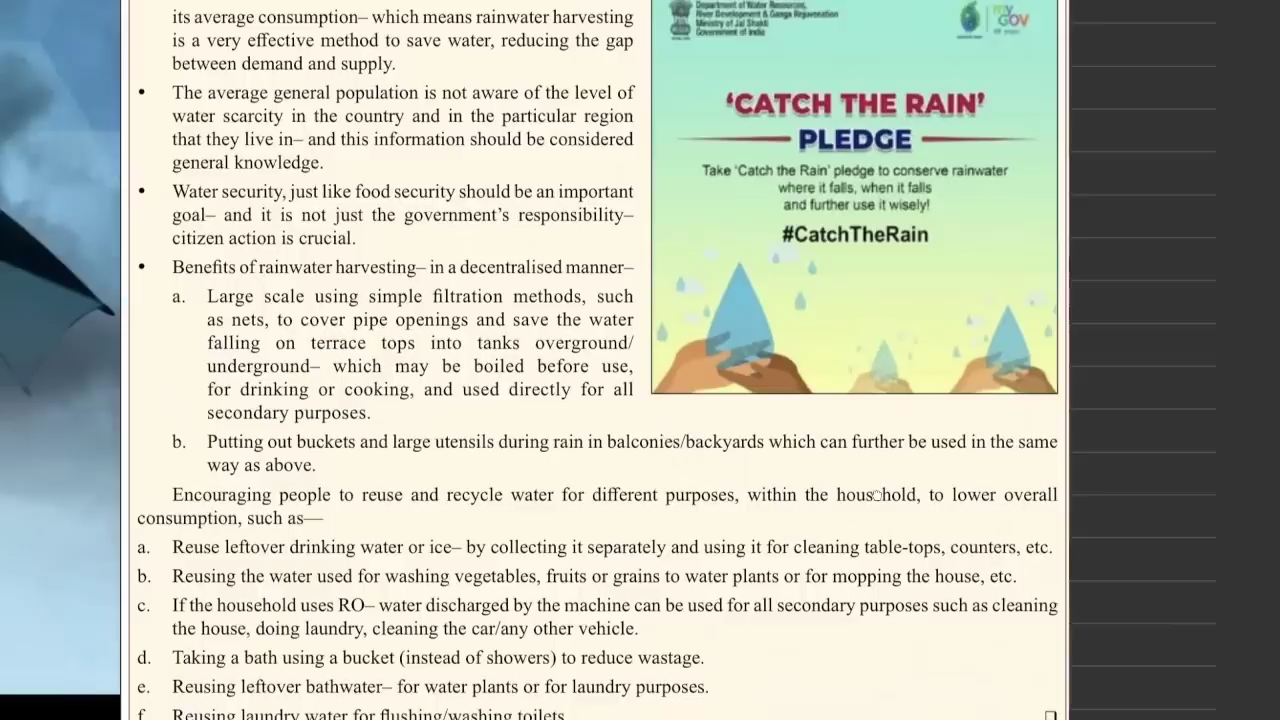 its average consumption– which means rainwater harvesting
is a very effective method to save water, reducing the gap
between demand and supply.
• The average general population is not aware of the level of
water scarcity in the country and in the particular region
that they live in– and this information should be considered
general knowledge.
• Water security, just like food security should be an important
goal– and it is not just the government's responsibility–
citizen action is crucial.
• Benefits of rainwater harvesting– in a decentralised manner–
a. Large scale using simple filtration methods, such
as nets, to cover pipe openings and save the water
falling on terrace tops into tanks overground/
underground– which may be boiled before use,
for drinking or cooking, and used directly for all
secondary purposes.
Department of Water Resources,
River Development & Ganga Rejuvenation
Ministry of Jal Shakti
Government of India
my
GOV
'CATCH THE RAIN'
PLEDGE
Take 'Catch the Rain' pledge to conserve rainwater
where it falls, when it falls
and further use it wisely!
#CatchTheRain
b. Putting out buckets and large utensils during rain in balconies/backyards which can further be used in the same
way as above.
Encouraging people to reuse and recycle water for different purposes, within the household, to lower overall
consumption, such as—
a. Reuse leftover drinking water or ice– by collecting it separately and using it for cleaning table-tops, counters, etc.
b. Reusing the water used for washing vegetables, fruits or grains to water plants or for mopping the house, etc.
c. If the household uses RO– water discharged by the machine can be used for all secondary purposes such as cleaning
the house, doing laundry, cleaning the car/any other vehicle.
d. Taking a bath using a bucket (instead of showers) to reduce wastage.
e. Reusing leftover bathwater– for water plants or for laundry purposes.
f. Reusing laundry water for flushing/washing toilets